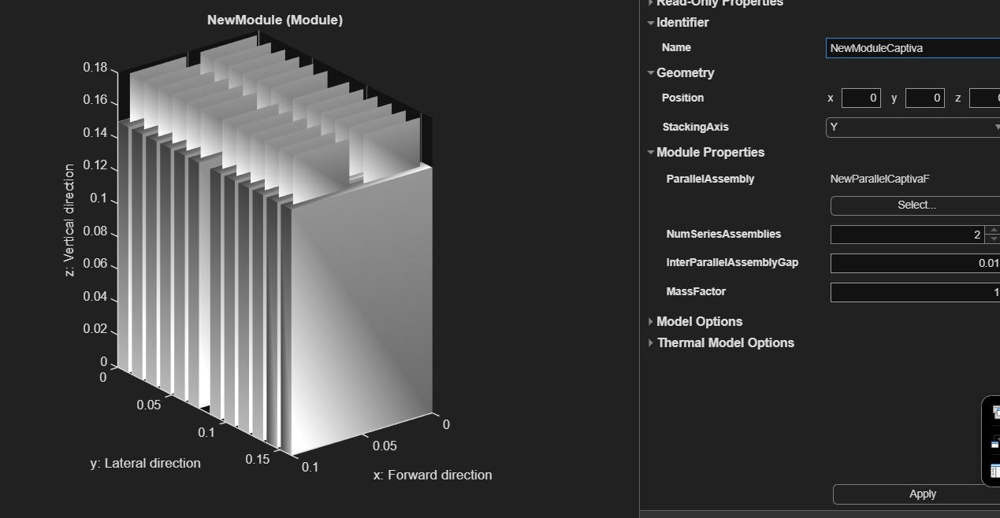 NewModule (Module)
0.18
0.16
0.14
0.12
0.1
0.08
0.06
0.04
0.02
0
z: Vertical direction
0
0.05
0.1
0.15
y: Lateral direction
0.1
0.05
0
x: Forward direction
Read-Only Properties
Identifier
Name NewModuleCaptiva
Geometry
Position x 0 y 0 z
StackingAxis Y
Module Properties
ParallelAssembly NewParallelCaptivaF
Select...
NumSeriesAssemblies 2
InterParallelAssemblyGap 0.01
MassFactor 1
Model Options
Thermal Model Options
Apply